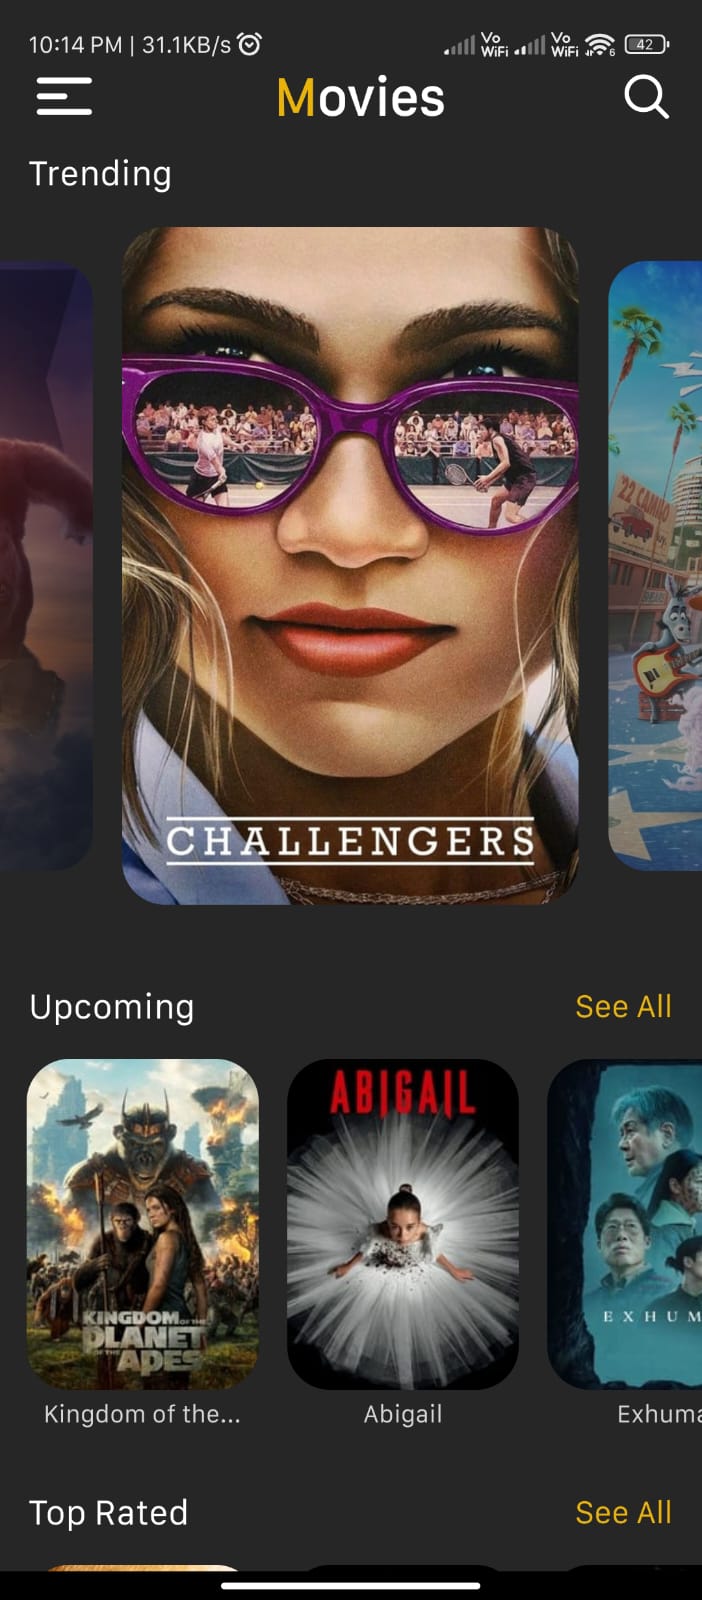 10:14 PM | 31.1KB/s
Vo WiFi
Vo WiFi
6
42
Movies
Trending
'22 CAMINO
CHALLENGERS
Upcoming
See All
ABIGAIL
KINGDOM OF THE
PLANET
OF THE APES
EXHUM
Kingdom of the...
Abigail
Exhuma
Top Rated
See All